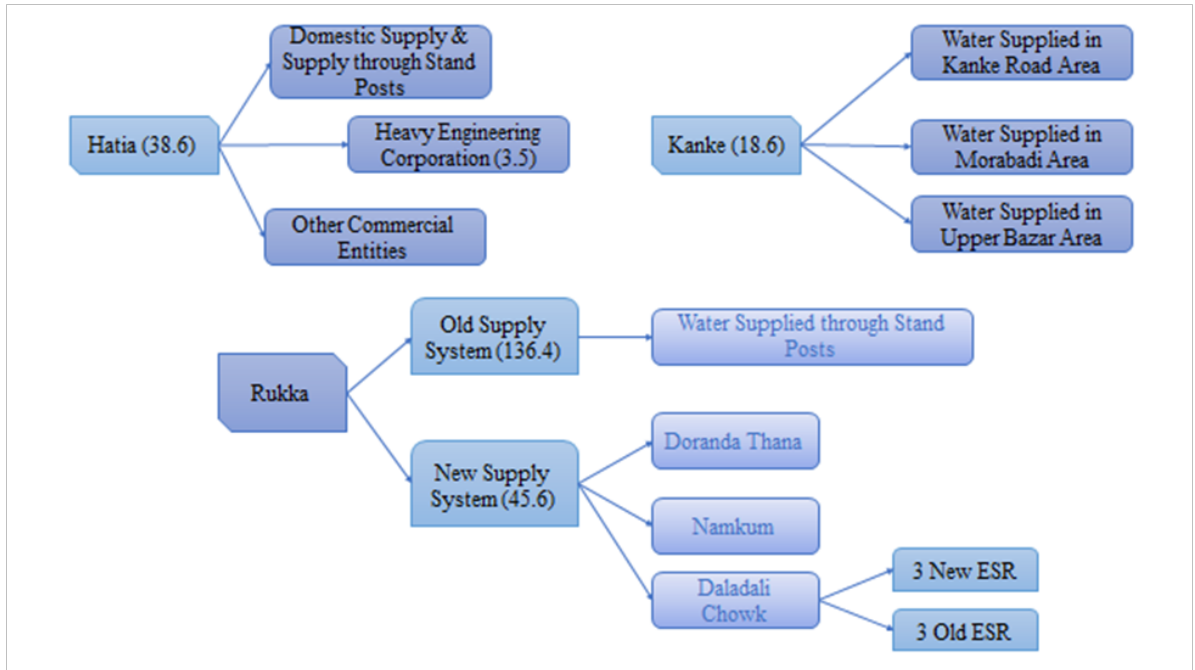 Domestic Supply &
Supply through Stand
Posts
Hatia (38.6)
Heavy Engineering
Corporation (3.5)
Other Commercial
Entities
Water Supplied in
Kanke Road Area
Kanke (18.6)
Water Supplied in
Morabadi Area
Water Supplied in
Upper Bazar Area
Rukka
Old Supply
System (136.4)
Water Supplied through Stand
Posts
New Supply
System (45.6)
Doranda Thana
Namkum
Daladali
Chowk
3 New ESR
3 Old ESR